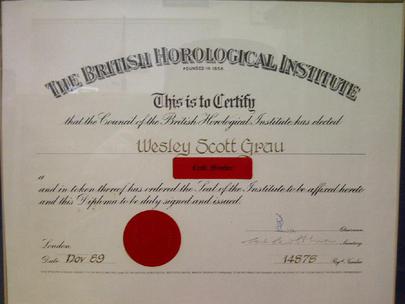 THE BRITISH HOROLOGICAL INSTITUTE
FOUNDED IN 1858
This is to Certify
that the Council of the British Horological Institute has elected
Wesley Scott Grau
a
and in token thereof has ordered the Seal of the Institute to be affixed hereto
and this Diploma to be duly signed and issued.
Chairman
Secretary
London
Date Nov 89
14878 Regd. Number